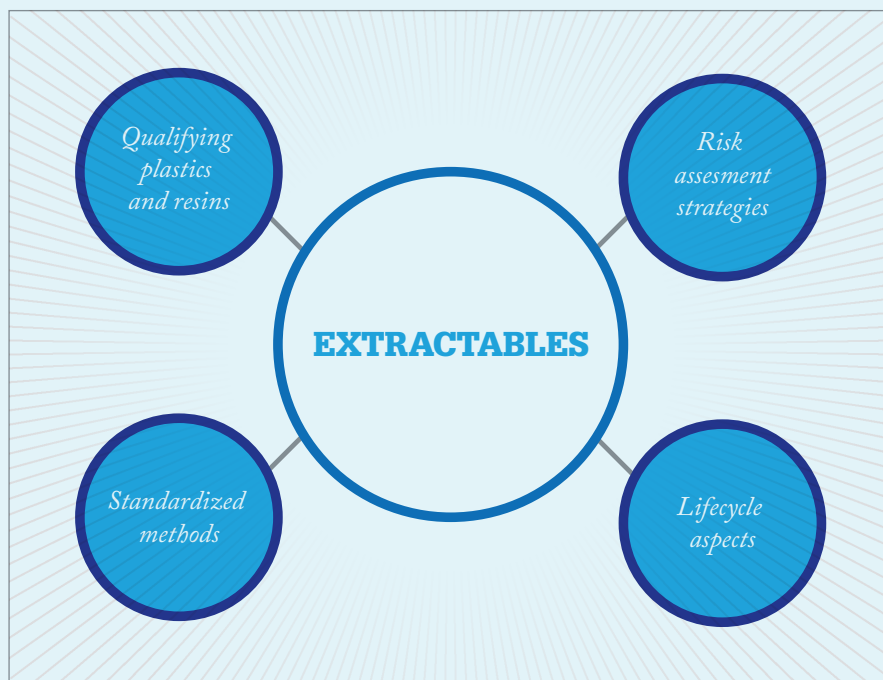 Qualifying
plastics
and resins
Risk
assesment
strategies
EXTRACTABLES
Standardized
methods
Lifecycle
aspects